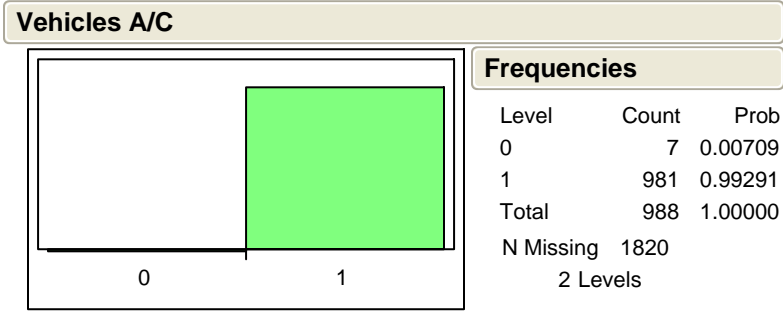 Vehicles A/C
0 1
Frequencies
Level Count Prob
0 7 0.00709
1 981 0.99291
Total 988 1.00000
N Missing 1820
2 Levels